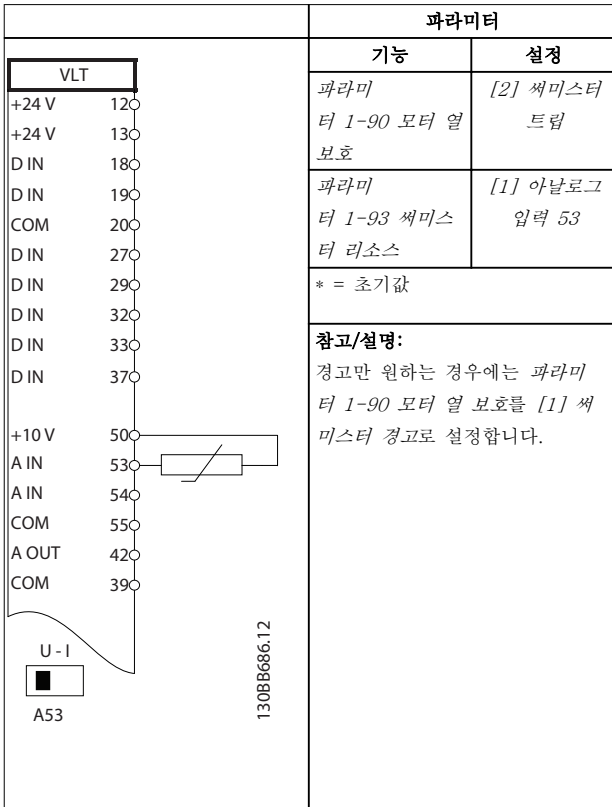 VLT
+24 V 12
+24 V 13
D IN 18
D IN 19
COM 20
D IN 27
D IN 29
D IN 32
D IN 33
D IN 37
+10 V 50
A IN 53
A IN 54
COM 55
A OUT 42
COM 39
U - I
A53
130BB686.12
파라미터
기능 설정
파라미
터 1-90 모터 열
보호
[2] 써미스터
트립
파라미
터 1-93 써미스
터 리소스
[1] 아날로그
입력 53
* = 초기값
참고/설명:
경고만 원하는 경우에는 파라미
터 1-90 모터 열 보호를 [1] 써
미스터 경고로 설정합니다.